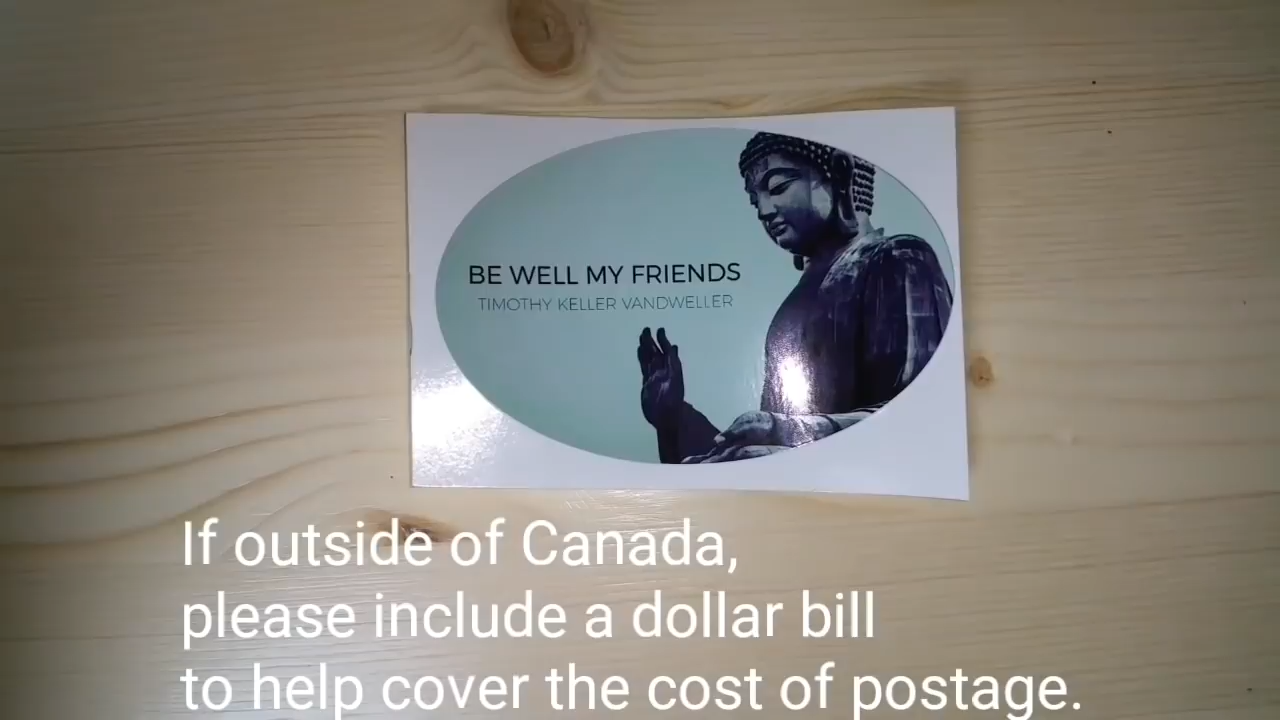 BE WELL MY FRIENDS
TIMOTHY KELLER VANDWELLER
If outside of Canada,
please include a dollar bill
to help cover the cost of postage.